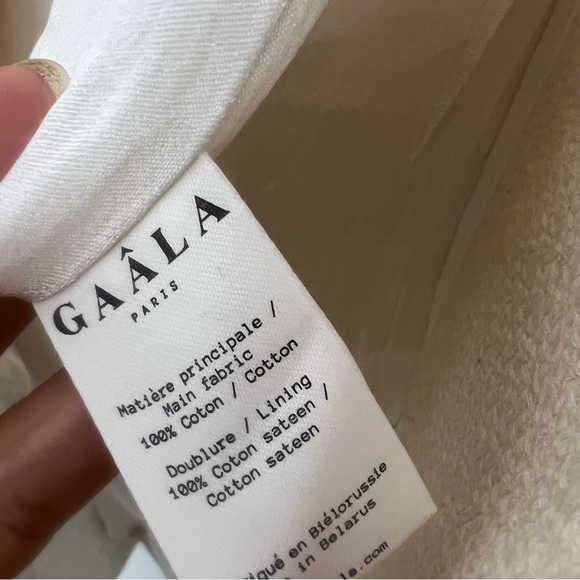 GAÂLA
PARIS
Matière principale /
Main fabric
100% Coton / Cotton
Doublure / Lining
100% Coton sateen /
Cotton sateen
en Biélorussie
in Belarus
.com